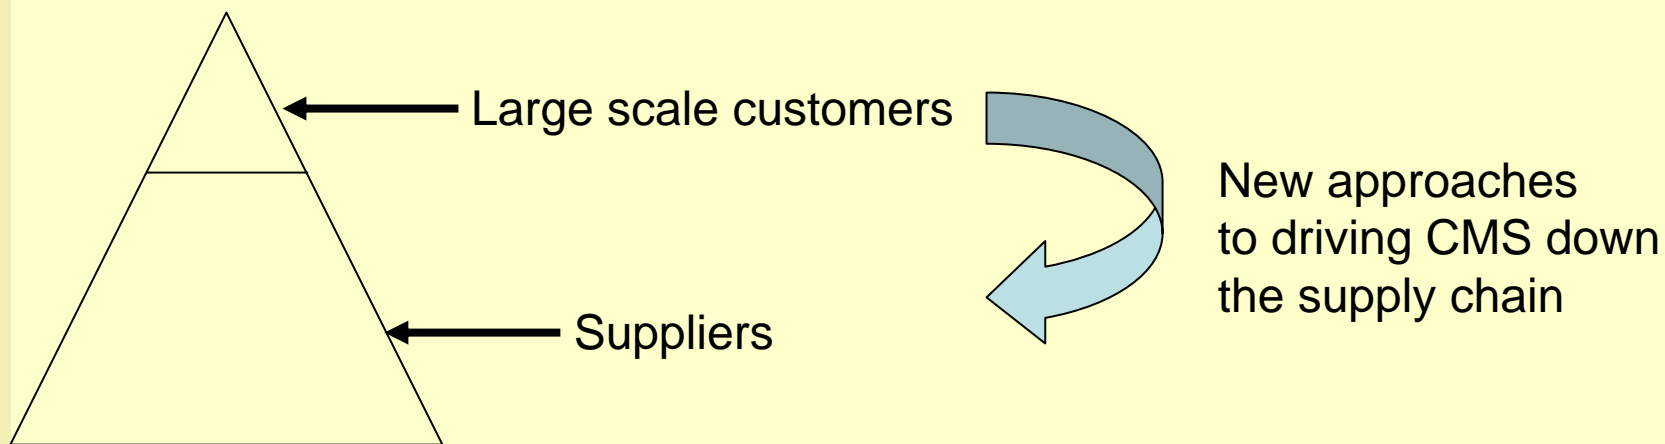 Large scale customers
New approaches
to driving CMS down
the supply chain
Suppliers